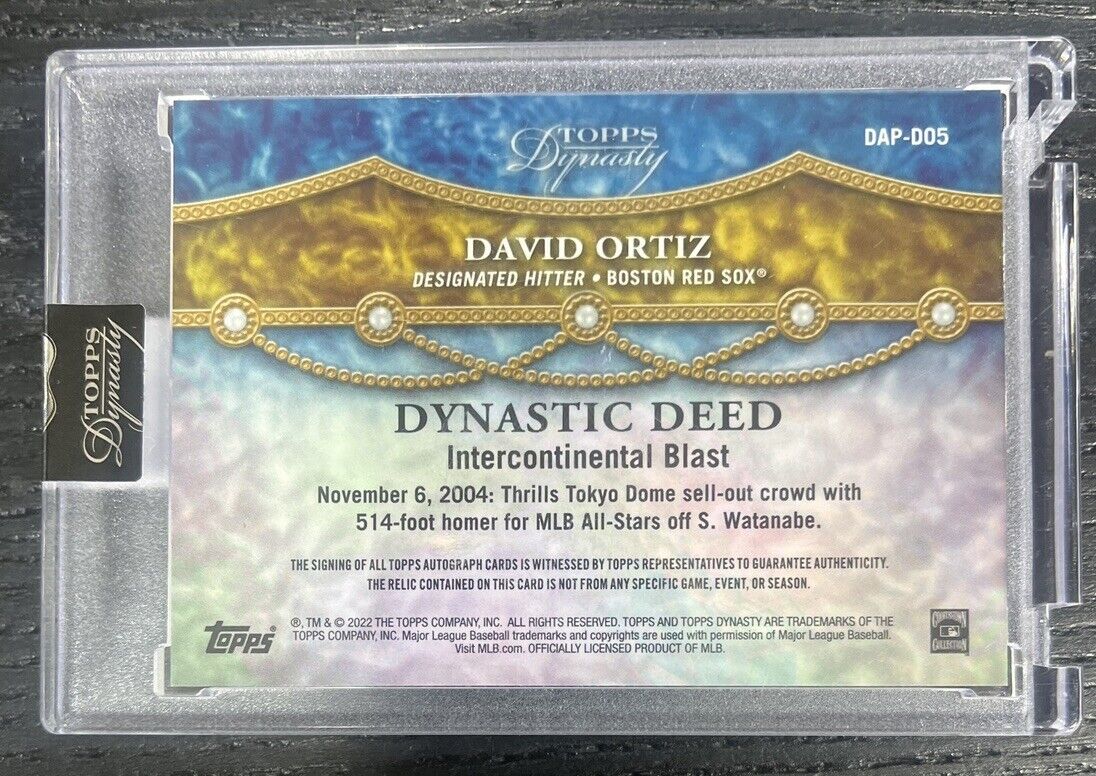 TOPPS
Dynasty
DAP-DO5
DAVID ORTIZ
DESIGNATED HITTER • BOSTON RED SOX®
TOPPS
Dynasty
DYNASTIC DEED
Intercontinental Blast
November 6, 2004: Thrills Tokyo Dome sell-out crowd with
514-foot homer for MLB All-Stars off S. Watanabe.
THE SIGNING OF ALL TOPPS AUTOGRAPH CARDS IS WITNESSED BY TOPPS REPRESENTATIVES TO GUARANTEE AUTHENTICITY.
THE RELIC CONTAINED ON THIS CARD IS NOT FROM ANY SPECIFIC GAME, EVENT, OR SEASON.
topps
®, TM & © 2022 THE TOPPS COMPANY, INC. ALL RIGHTS RESERVED. TOPPS AND TOPPS DYNASTY ARE TRADEMARKS OF THE
TOPPS COMPANY, INC. Major League Baseball trademarks and copyrights are used with permission of Major League Baseball.
Visit MLB.com. OFFICIALLY LICENSED PRODUCT OF MLB.
COOPERSTOWN
COLLECTION